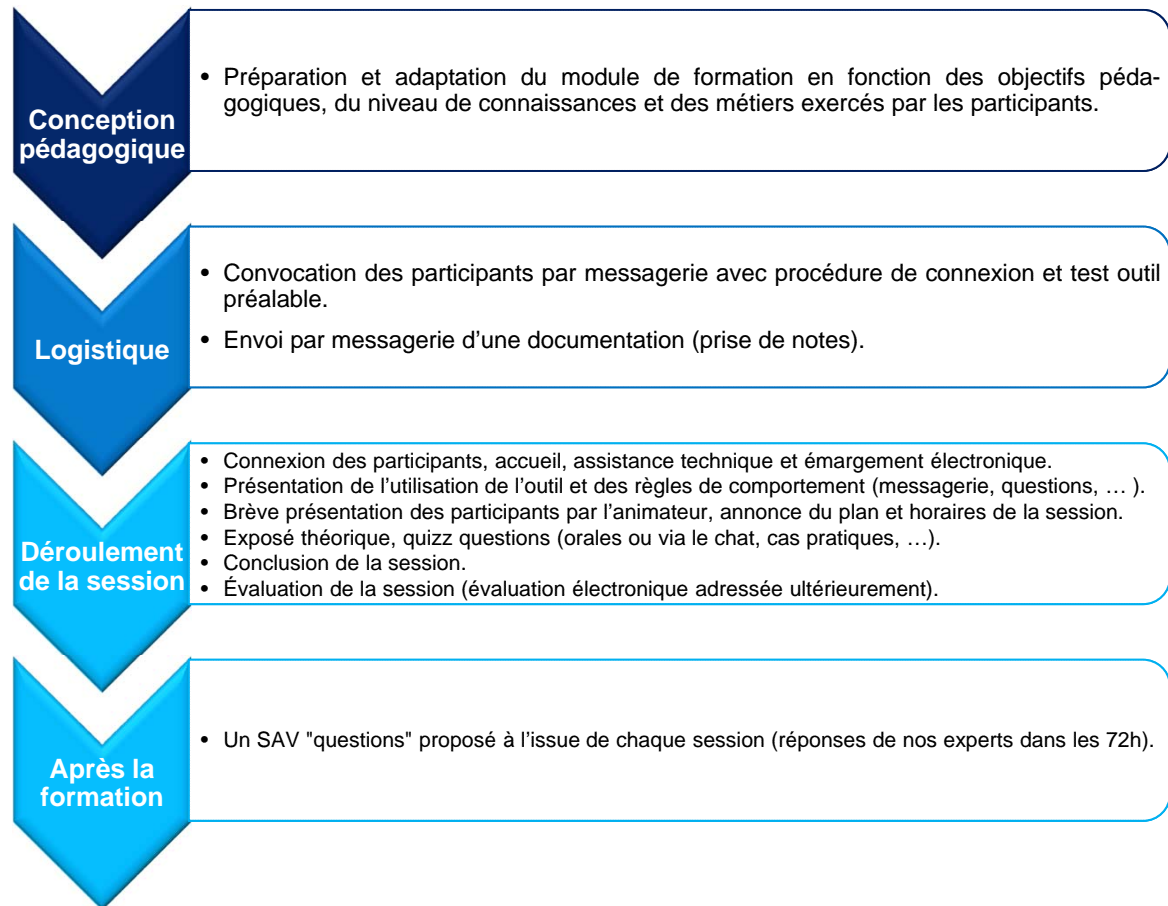 Conception
pédagogique
• Préparation et adaptation du module de formation en fonction des objectifs péda-
gogiques, du niveau de connaissances et des métiers exercés par les participants.
Logistique
• Convocation des participants par messagerie avec procédure de connexion et test outil
préalable.
• Envoi par messagerie d’une documentation (prise de notes).
Déroulement
de la session
• Connexion des participants, accueil, assistance technique et émargement électronique.
• Présentation de l’utilisation de l’outil et des règles de comportement (messagerie, questions, … ).
• Brève présentation des participants par l’animateur, annonce du plan et horaires de la session.
• Exposé théorique, quizz questions (orales ou via le chat, cas pratiques, …).
• Conclusion de la session.
• Évaluation de la session (évaluation électronique adressée ultérieurement).
Après la
formation
• Un SAV "questions" proposé à l’issue de chaque session (réponses de nos experts dans les 72h).